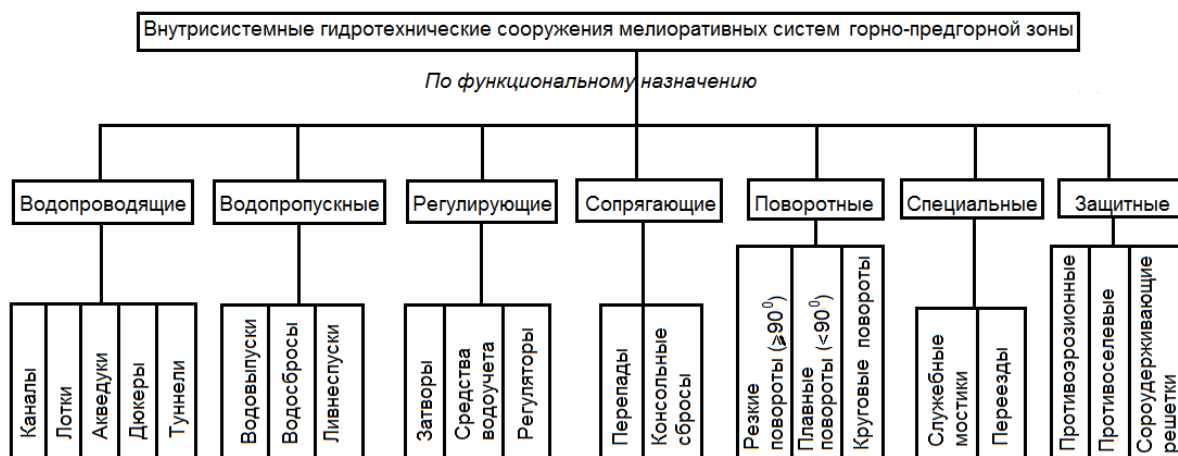 Внутрисистемные гидротехнические сооружения мелиоративных систем горно-предгорной зоны
По функциональному назначению
Водопроводящие
Водопропускные
Регулирующие
Сопрягающие
Поворотные
Специальные
Защитные
Каналы
Лотки
Акведуки
Дюкеры
Туннели
Водовыпуски
Водосбросы
Ливнеспуски
Затворы
Средства
водоучета
Регуляторы
Перепады
Консольные
сбросы
Резкие
повороты (⩾90⁰)
Плавные
повороты (<90⁰)
Круговые повороты
Служебные
мостики
Переезды
Противоэрозионные
Противоселевые
Сороудерживающие
решетки